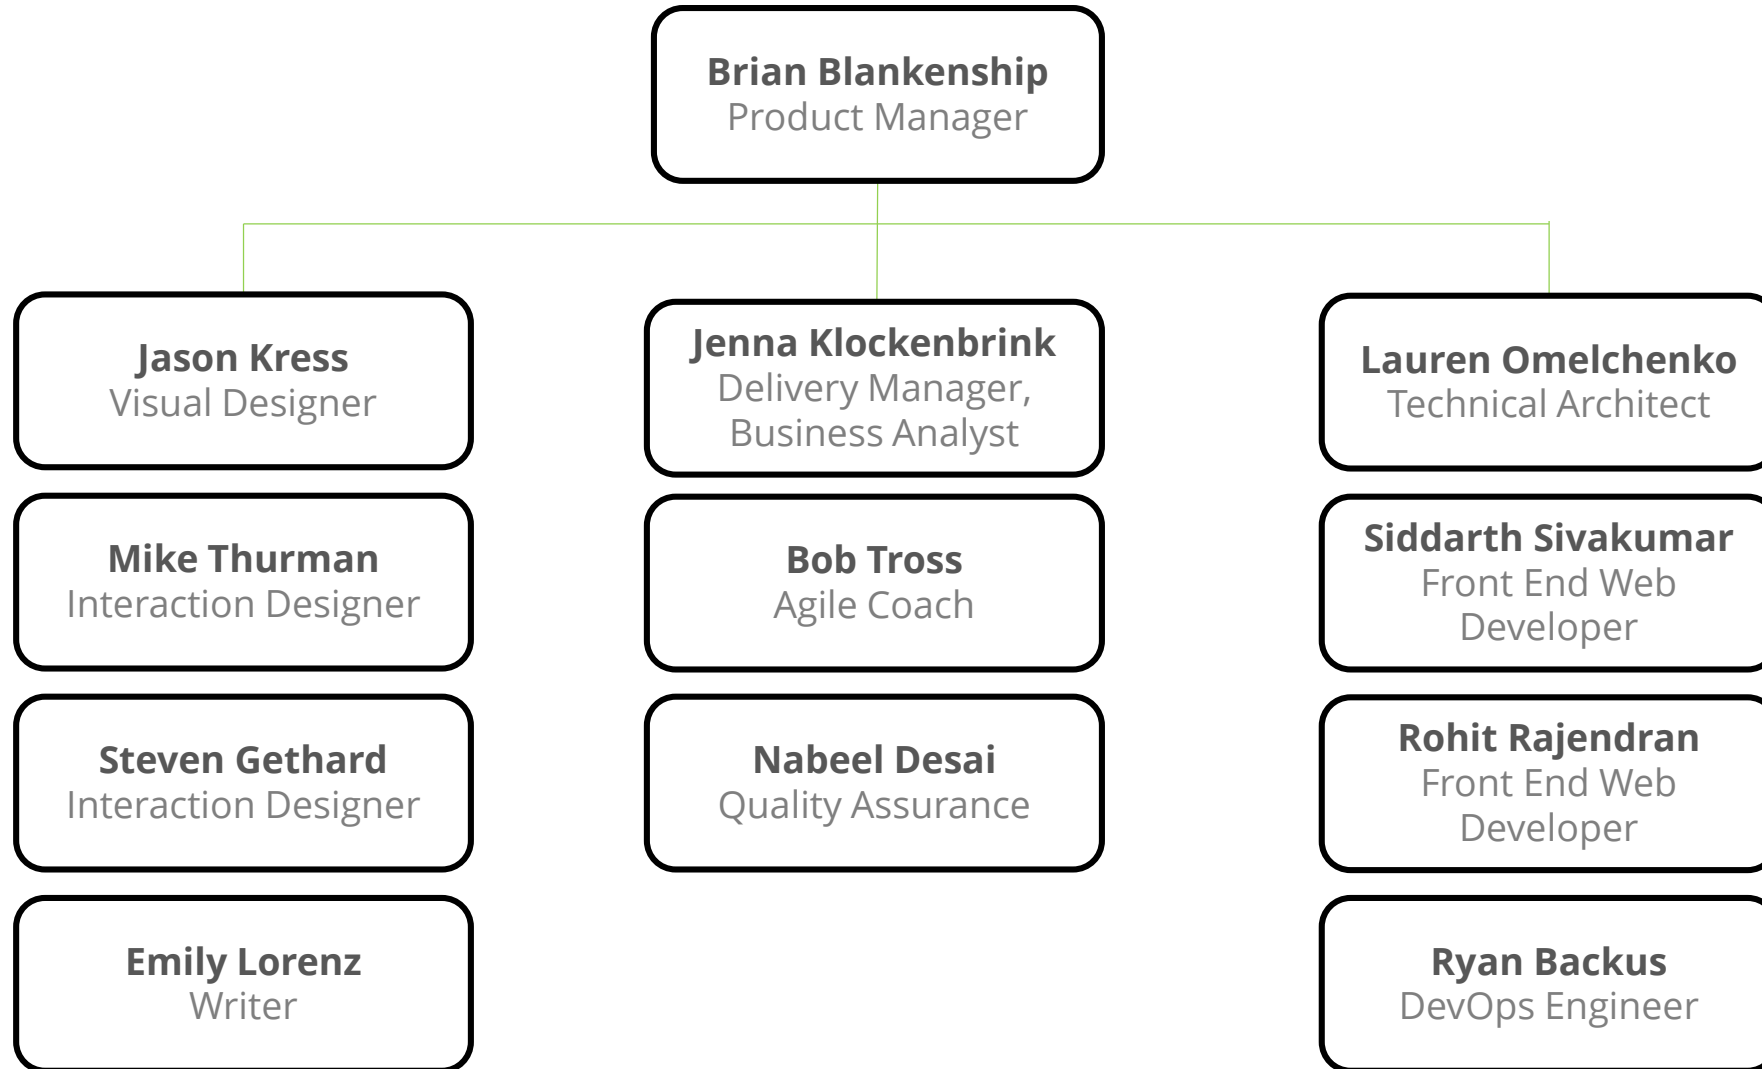 Brian Blankenship
Product Manager
Jason Kress
Visual Designer
Jenna Klockenbrink
Delivery Manager,
Business Analyst
Lauren Omelchenko
Technical Architect
Mike Thurman
Interaction Designer
Bob Tross
Agile Coach
Siddarth Sivakumar
Front End Web
Developer
Steven Gethard
Interaction Designer
Nabeel Desai
Quality Assurance
Rohit Rajendran
Front End Web
Developer
Emily Lorenz
Writer
Ryan Backus
DevOps Engineer